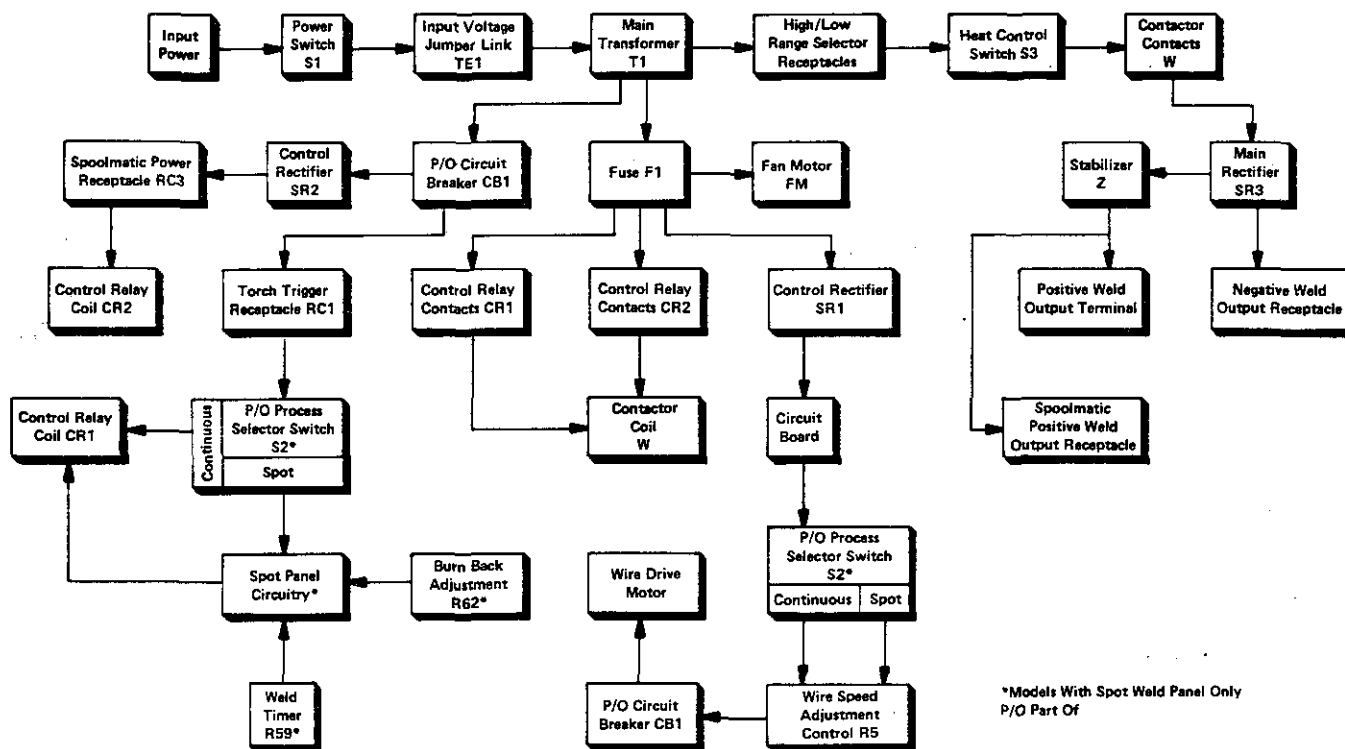 Input
Power
Power
Switch
S1
Input Voltage
Jumper Link
TE1
Main
Transformer
T1
High/Low
Range Selector
Receptacles
Heat Control
Switch S3
Contactor
Contacts
W
Spoolmatic Power
Receptacle RC3
Control
Rectifier
SR2
P/O Circuit
Breaker CB1
Fuse F1
Fan Motor
FM
Stabilizer
Z
Main
Rectifier
SR3
Control Relay
Coil CR2
Torch Trigger
Receptacle RC1
Control Relay
Contacts CR1
Control Relay
Contacts CR2
Control Rectifier
SR1
Positive Weld
Output Terminal
Negative Weld
Output Receptacle
Control Relay
Coil CR1
Continuous
P/O Process
Selector Switch
S2*
Spot
Contactor
Coil
W
Circuit
Board
Spoolmatic
Positive Weld
Output Receptacle
Spot Panel
Circuitry*
Burn Back
Adjustment
R62*
Wire Drive
Motor
P/O Process
Selector Switch
S2*
Continuous
Spot
Weld
Timer
R59*
P/O Circuit
Breaker CB1
Wire Speed
Adjustment
Control R5
*Models With Spot Weld Panel Only
P/O Part Of